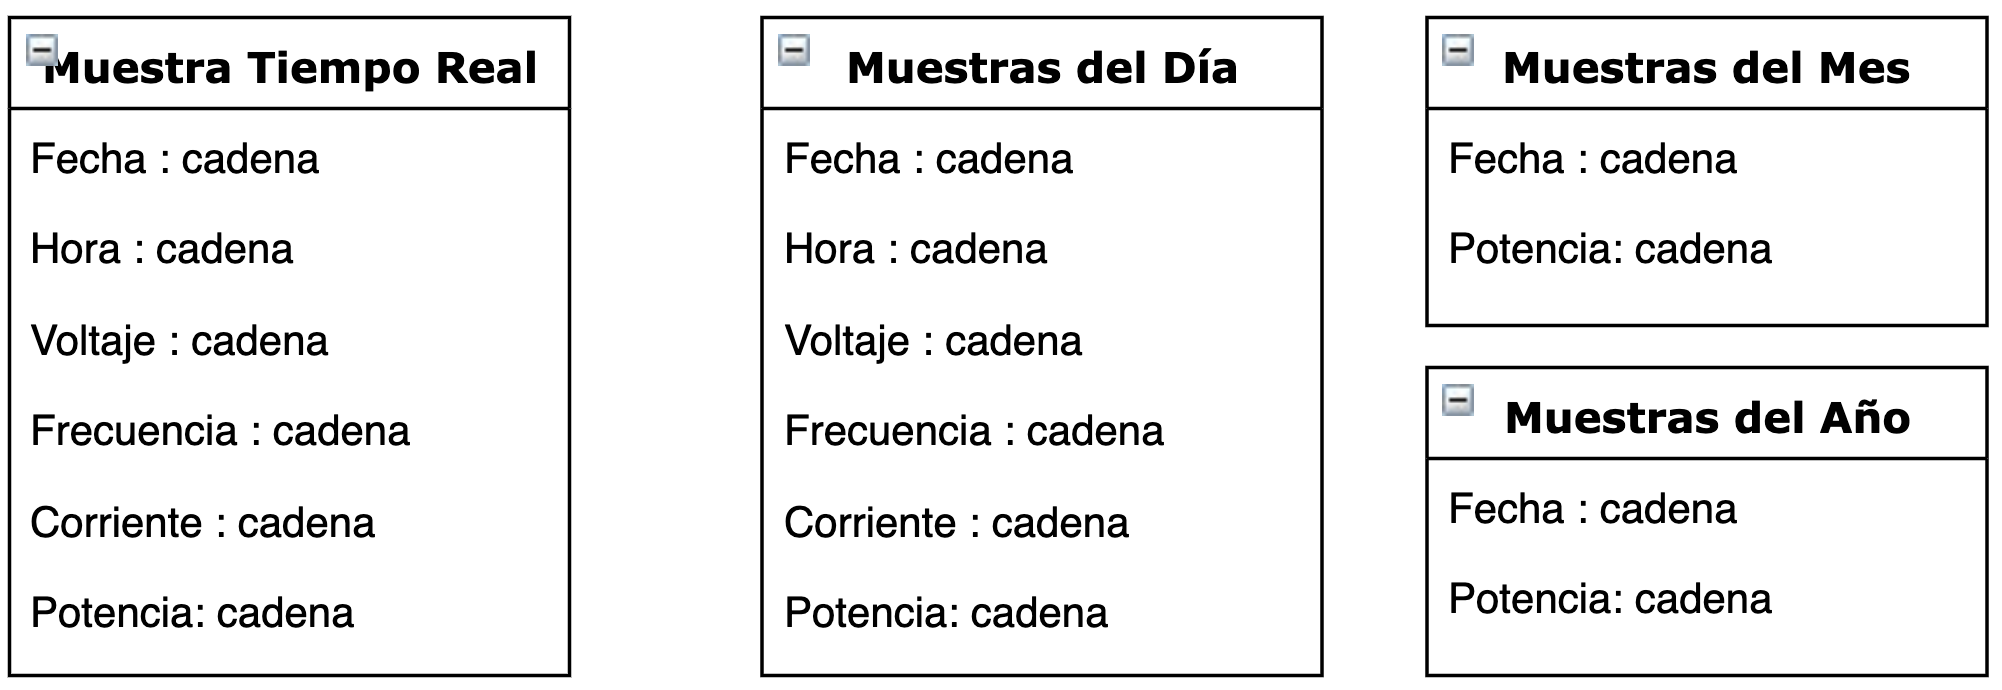 Muestra Tiempo Real
Fecha : cadena
Hora : cadena
Voltaje : cadena
Frecuencia : cadena
Corriente : cadena
Potencia: cadena
Muestras del Día
Fecha : cadena
Hora : cadena
Voltaje : cadena
Frecuencia : cadena
Corriente : cadena
Potencia: cadena
Muestras del Mes
Fecha : cadena
Potencia: cadena
Muestras del Año
Fecha : cadena
Potencia: cadena